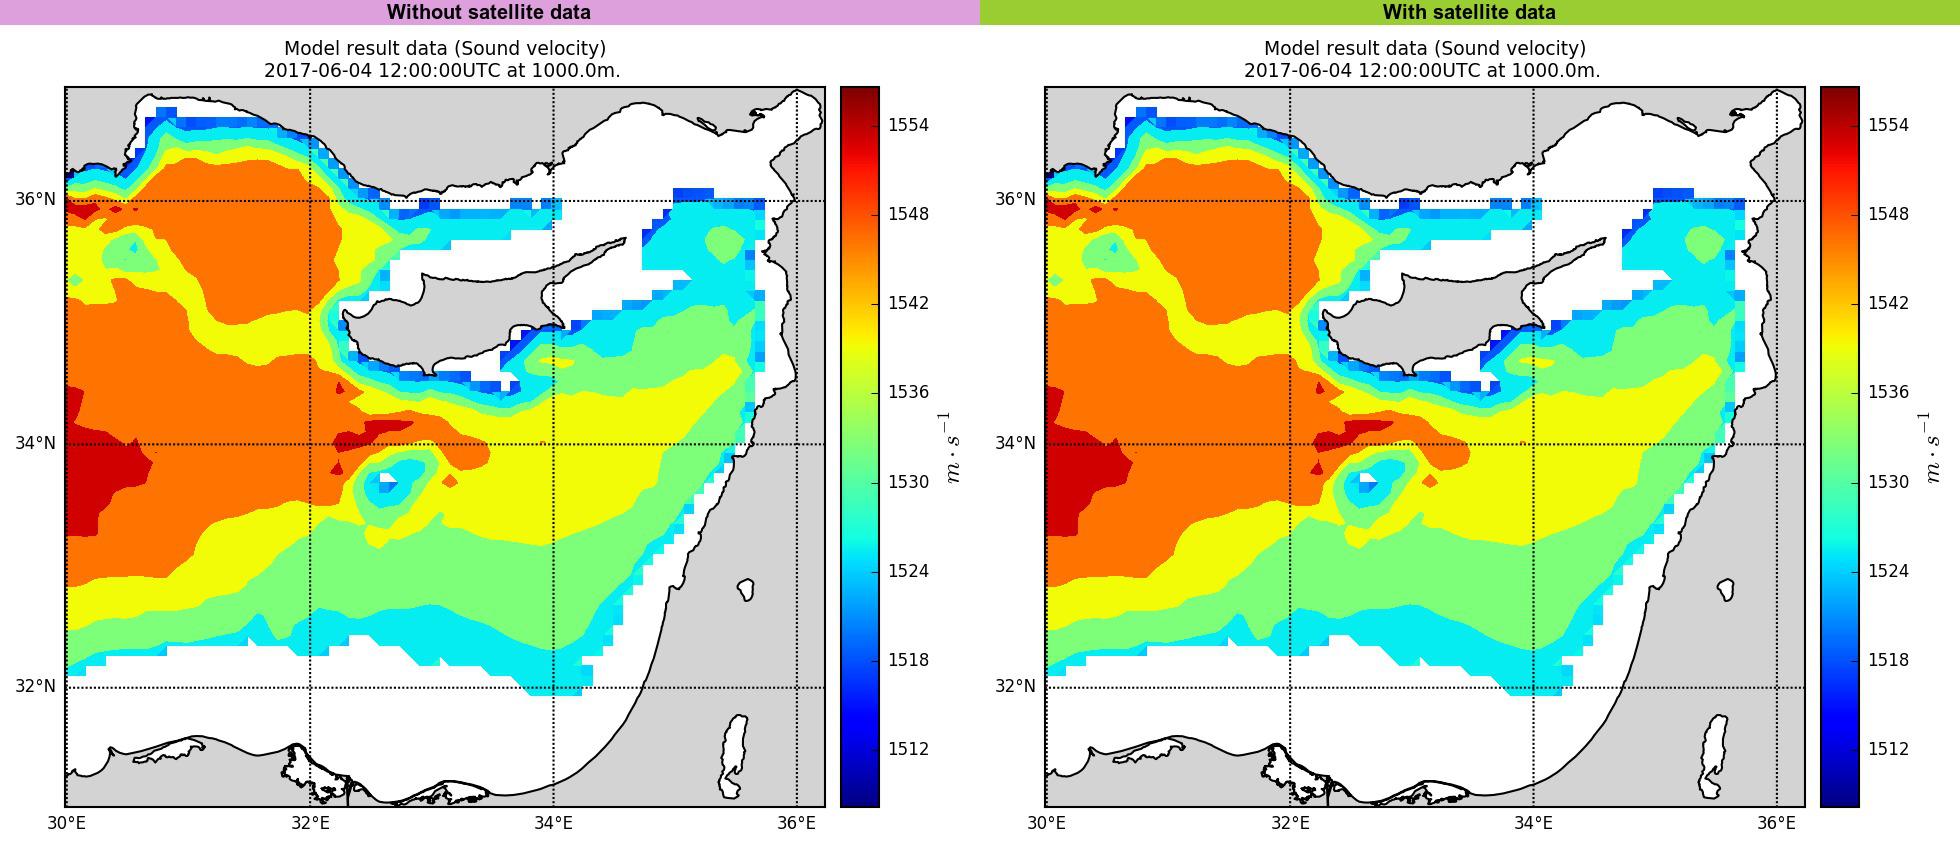 Without satellite data
With satellite data
Model result data (Sound velocity)
2017-06-04 12:00:00UTC at 1000.0m.
36°N
34°N
32°N
30°E
32°E
34°E
36°E
1554
1548
1542
1536
1530
1524
1518
1512
m · s⁻¹
Model result data (Sound velocity)
2017-06-04 12:00:00UTC at 1000.0m.
36°N
34°N
32°N
30°E
32°E
34°E
36°E
1554
1548
1542
1536
1530
1524
1518
1512
m · s⁻¹